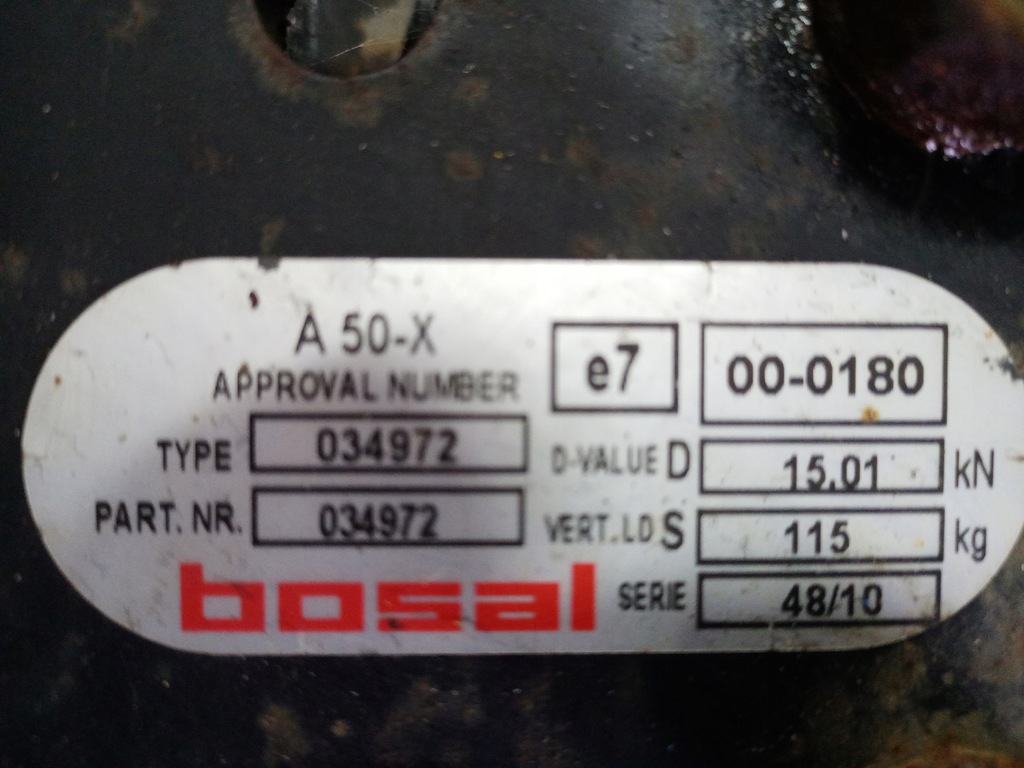 A 50-X
APPROVAL NUMBER e7 00-0180
TYPE 034972 D-VALUE D 15.01 kN
PART. NR. 034972 VERT.LD S 115 kg
bosal SERIE 48/10